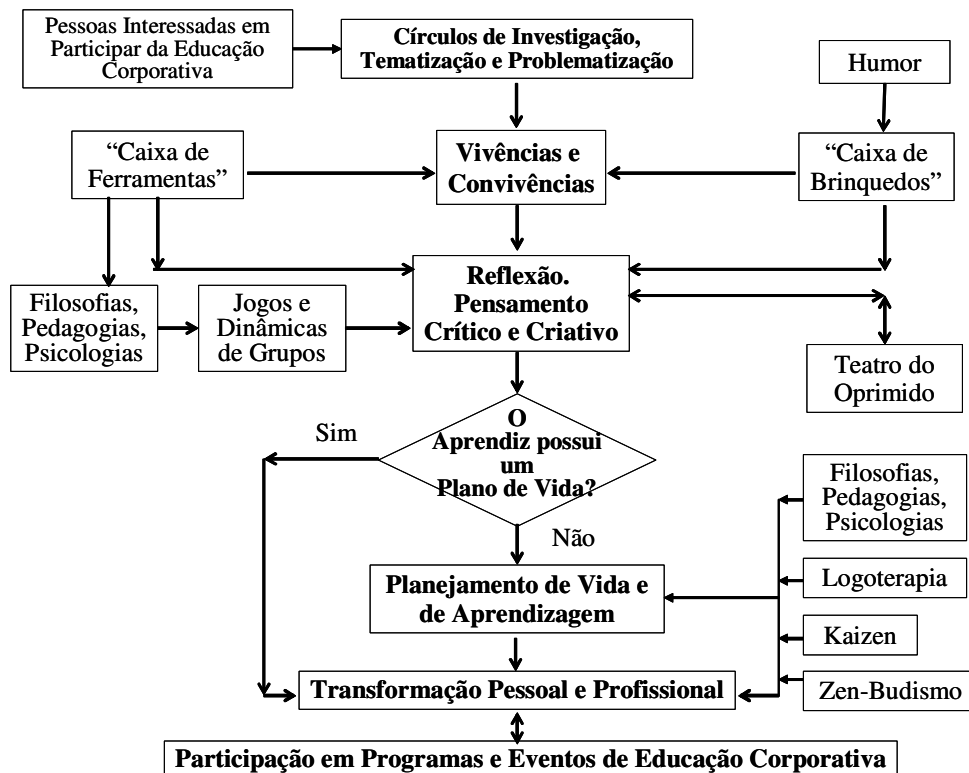 Pessoas Interessadas em
Participar da Educação
Corporativa
Círculos de Investigação,
Tematização e Problematização
Humor
“Caixa de
Ferramentas”
Vivências e
Convivências
“Caixa de
Brinquedos”
Filosofias,
Pedagogias,
Psicologias
Jogos e
Dinâmicas
de Grupos
Reflexão.
Pensamento
Crítico e Criativo
Teatro do
Oprimido
Sim
O
Aprendiz possui
um
Plano de Vida?
Não
Filosofias,
Pedagogias,
Psicologias
Planejamento de Vida e
de Aprendizagem
Logoterapia
Kaizen
Zen-Budismo
Transformação Pessoal e Profissional
Participação em Programas e Eventos de Educação Corporativa